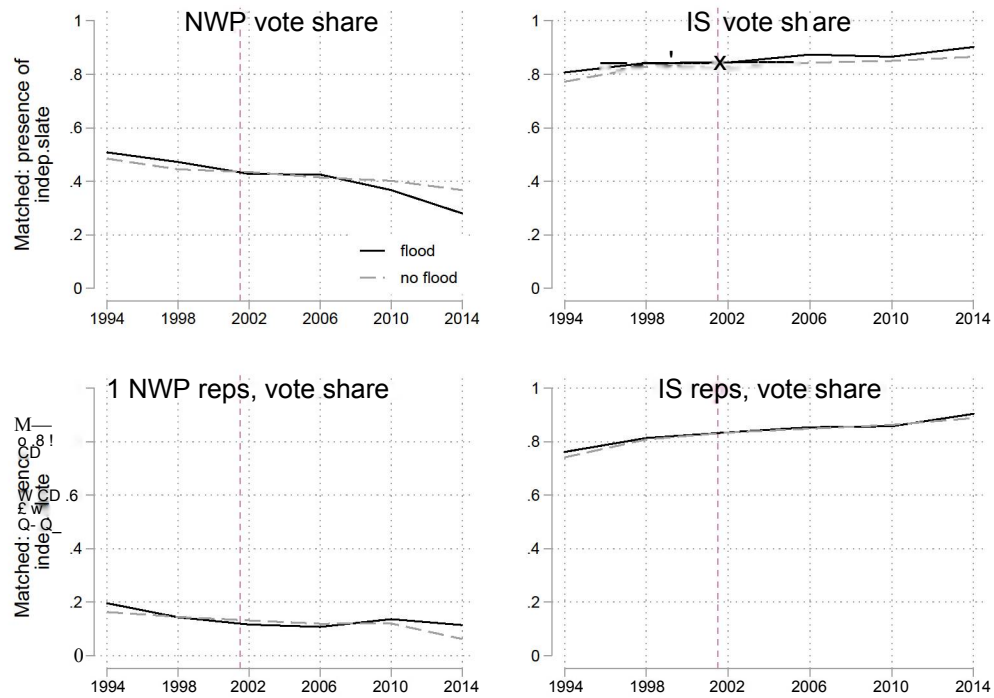 NWP vote share
1
.8
.6
.4
.2
0
Matched: presence of
indep.slate
flood
no flood
1994 1998 2002 2006 2010 2014
IS vote share
1
.8
.6
.4
.2
0
X
1994 1998 2002 2006 2010 2014
1 NWP reps, vote share
.6
.4
.2
0
Matched:
1994 1998 2002 2006 2010 2014
IS reps, vote share
1
.8
.6
.4
.2
0
1994 1998 2002 2006 2010 2014